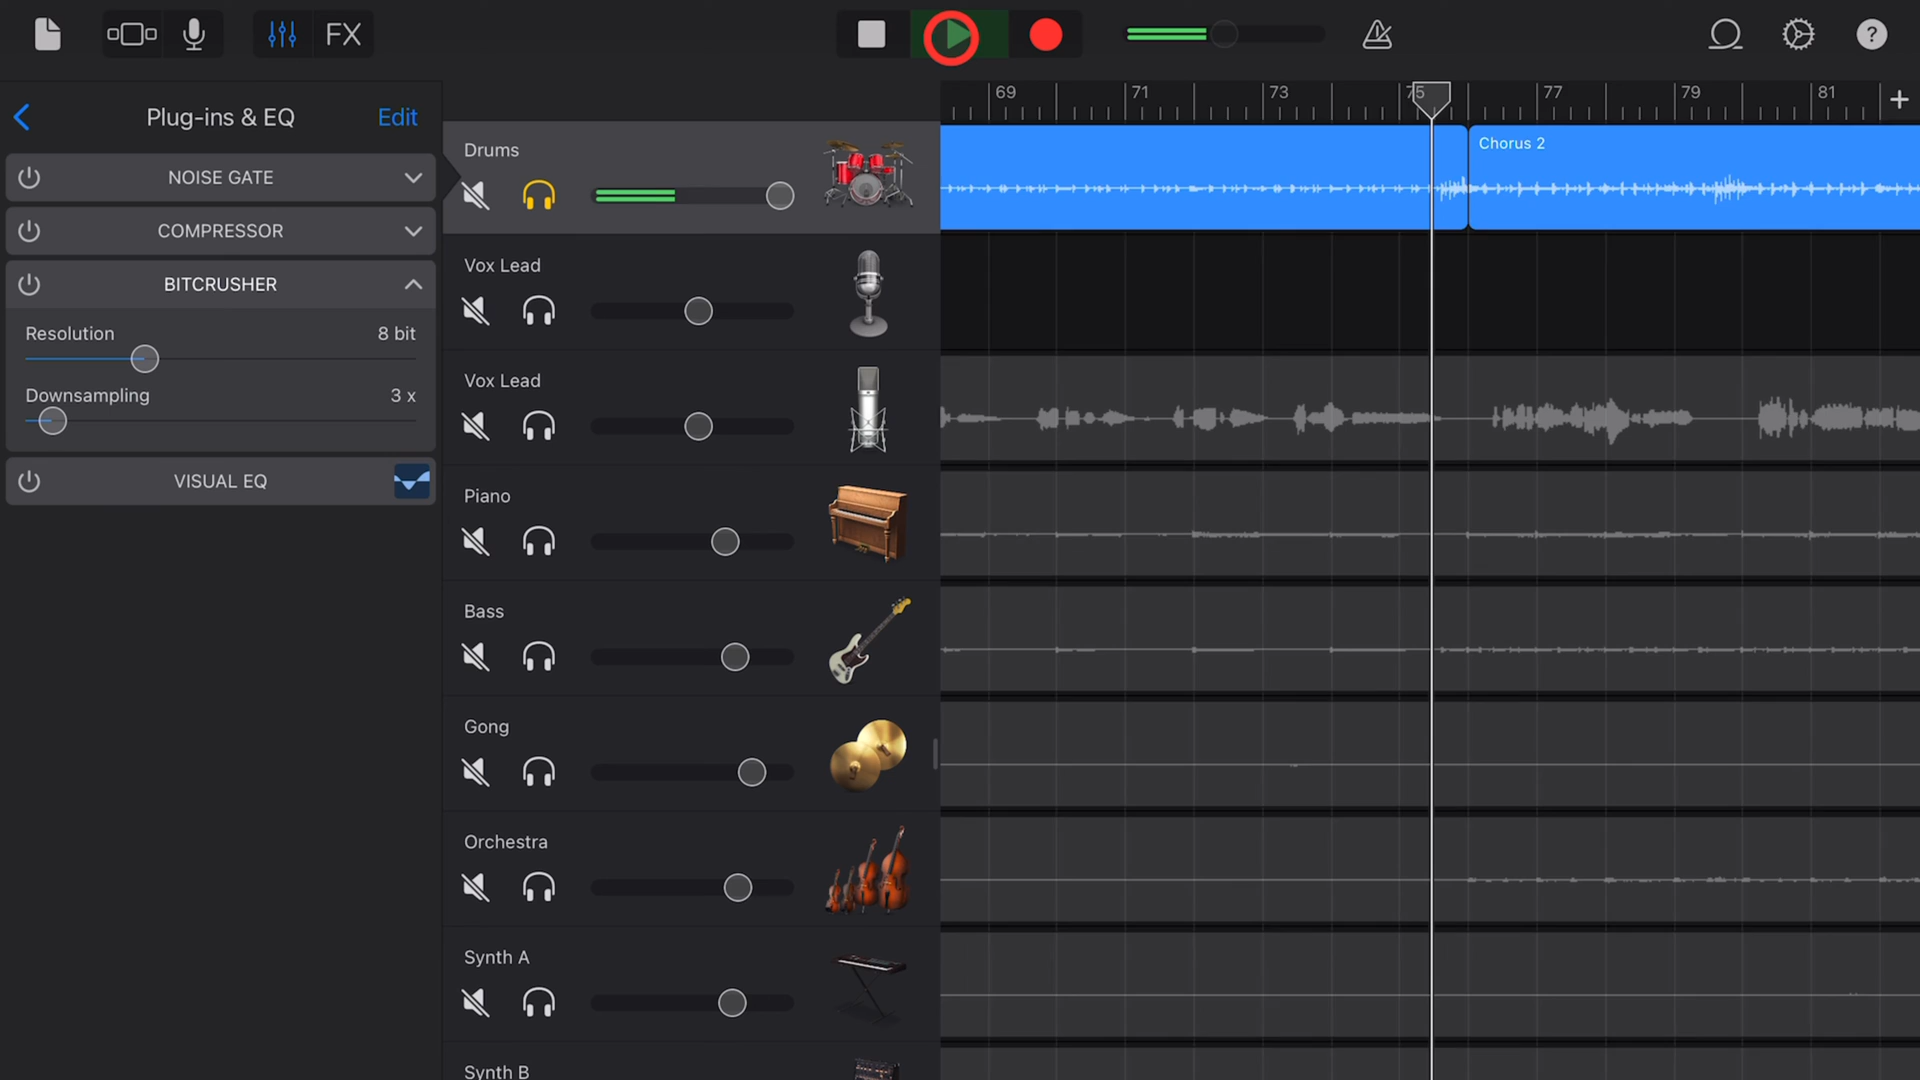 FX
?
Plug-ins & EQ
Edit
NOISE GATE
COMPRESSOR
BITCRUSHER
Resolution
8 bit
Downsampling
3 x
VISUAL EQ
69
71
73
75
77
79
81
+
Drums
Chorus 2
Vox Lead
Vox Lead
Piano
Bass
Gong
Orchestra
Synth A
Synth B